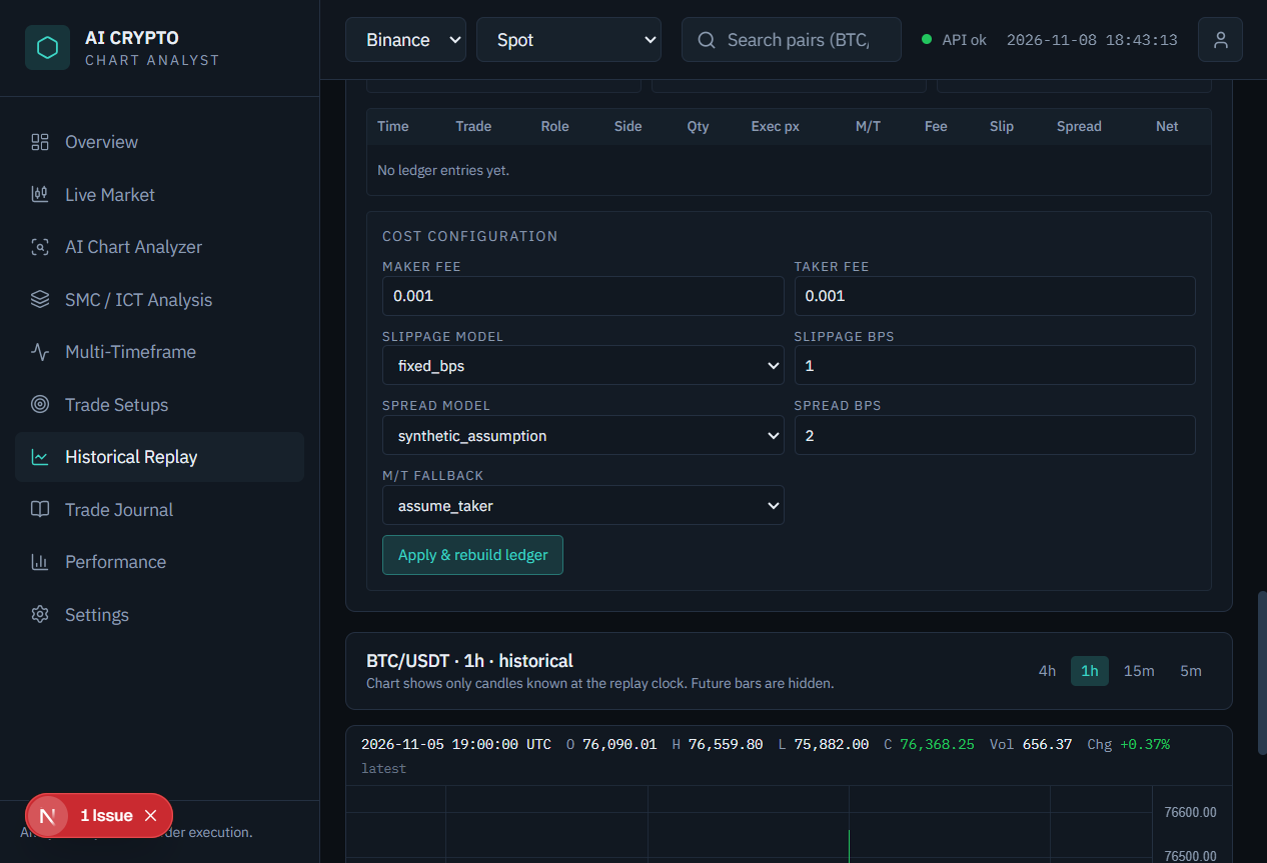 AI CRYPTO
CHART ANALYST
Binance
Spot
Search pairs (BTC,
API ok
2026-11-08 18:43:13
Overview
Live Market
AI Chart Analyzer
SMC / ICT Analysis
Multi-Timeframe
Trade Setups
Historical Replay
Trade Journal
Performance
Settings
Time Trade Role Side Qty Exec px M/T Fee Slip Spread Net
No ledger entries yet.
COST CONFIGURATION
MAKER FEE TAKER FEE
0.001 0.001
SLIPPAGE MODEL SLIPPAGE BPS
fixed_bps 1
SPREAD MODEL SPREAD BPS
synthetic_assumption 2
M/T FALLBACK
assume_taker
Apply & rebuild ledger
BTC/USDT · 1h · historical
Chart shows only candles known at the replay clock. Future bars are hidden.
4h 1h 15m 5m
2026-11-05 19:00:00 UTC O 76,090.01 H 76,559.80 L 75,882.00 C 76,368.25 Vol 656.37 Chg +0.37%
latest
76600.00
76500.00
N 1 Issue
execution.